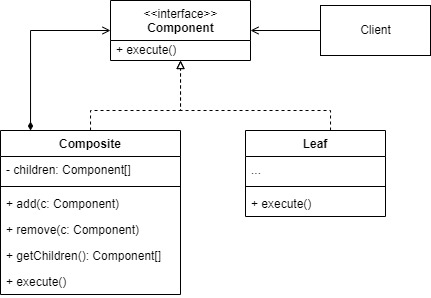 <<interface>>
Component
+ execute()
Client
Composite
- children: Component[]
+ add(c: Component)
+ remove(c: Component)
+ getChildren(): Component[]
+ execute()
Leaf
...
+ execute()